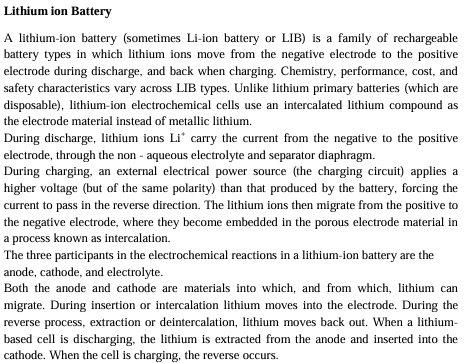 Lithium ion Battery
A lithium-ion battery (sometimes Li-ion battery or LIB) is a family of rechargeable
battery types in which lithium ions move from the negative electrode to the positive
electrode during discharge, and back when charging. Chemistry, performance, cost, and
safety characteristics vary across LIB types. Unlike lithium primary batteries (which are
disposable), lithium-ion electrochemical cells use an intercalated lithium compound as
the electrode material instead of metallic lithium.
During discharge, lithium ions Li⁺ carry the current from the negative to the positive
electrode, through the non - aqueous electrolyte and separator diaphragm.
During charging, an external electrical power source (the charging circuit) applies a
higher voltage (but of the same polarity) than that produced by the battery, forcing the
current to pass in the reverse direction. The lithium ions then migrate from the positive to
the negative electrode, where they become embedded in the porous electrode material in
a process known as intercalation.
The three participants in the electrochemical reactions in a lithium-ion battery are the
anode, cathode, and electrolyte.
Both the anode and cathode are materials into which, and from which, lithium can
migrate. During insertion or intercalation lithium moves into the electrode. During the
reverse process, extraction or deintercalation, lithium moves back out. When a lithium-
based cell is discharging, the lithium is extracted from the anode and inserted into the
cathode. When the cell is charging, the reverse occurs.